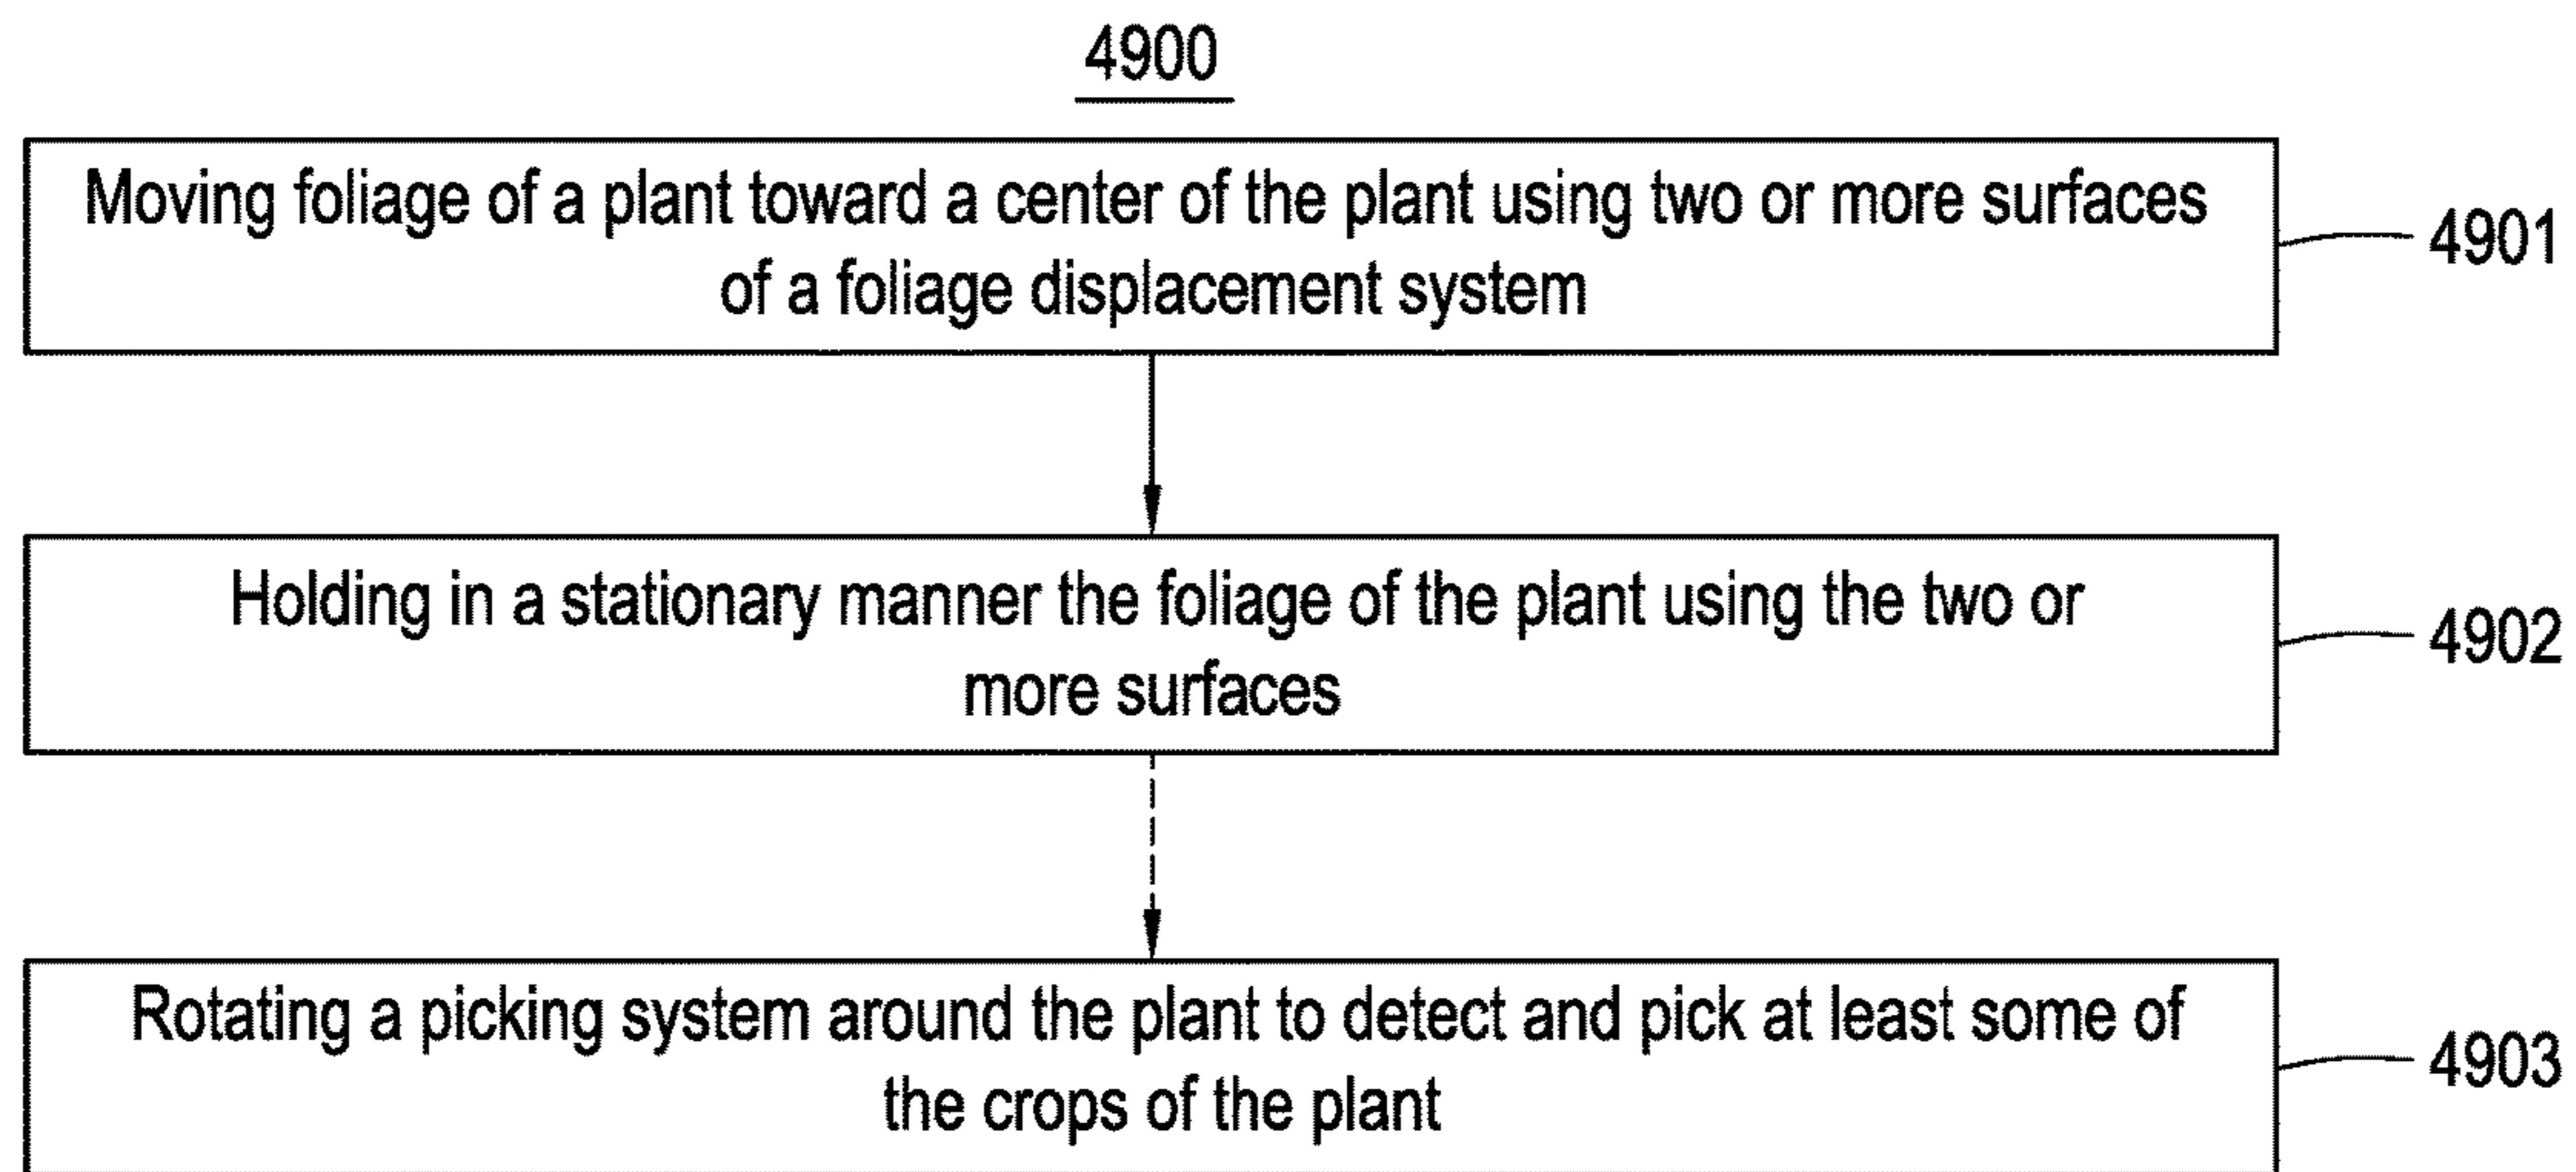 4900
Moving foliage of a plant toward a center of the plant using two or more surfaces
of a foliage displacement system
4901
Holding in a stationary manner the foliage of the plant using the two or
more surfaces
4902
Rotating a picking system around the plant to detect and pick at least some of
the crops of the plant
4903